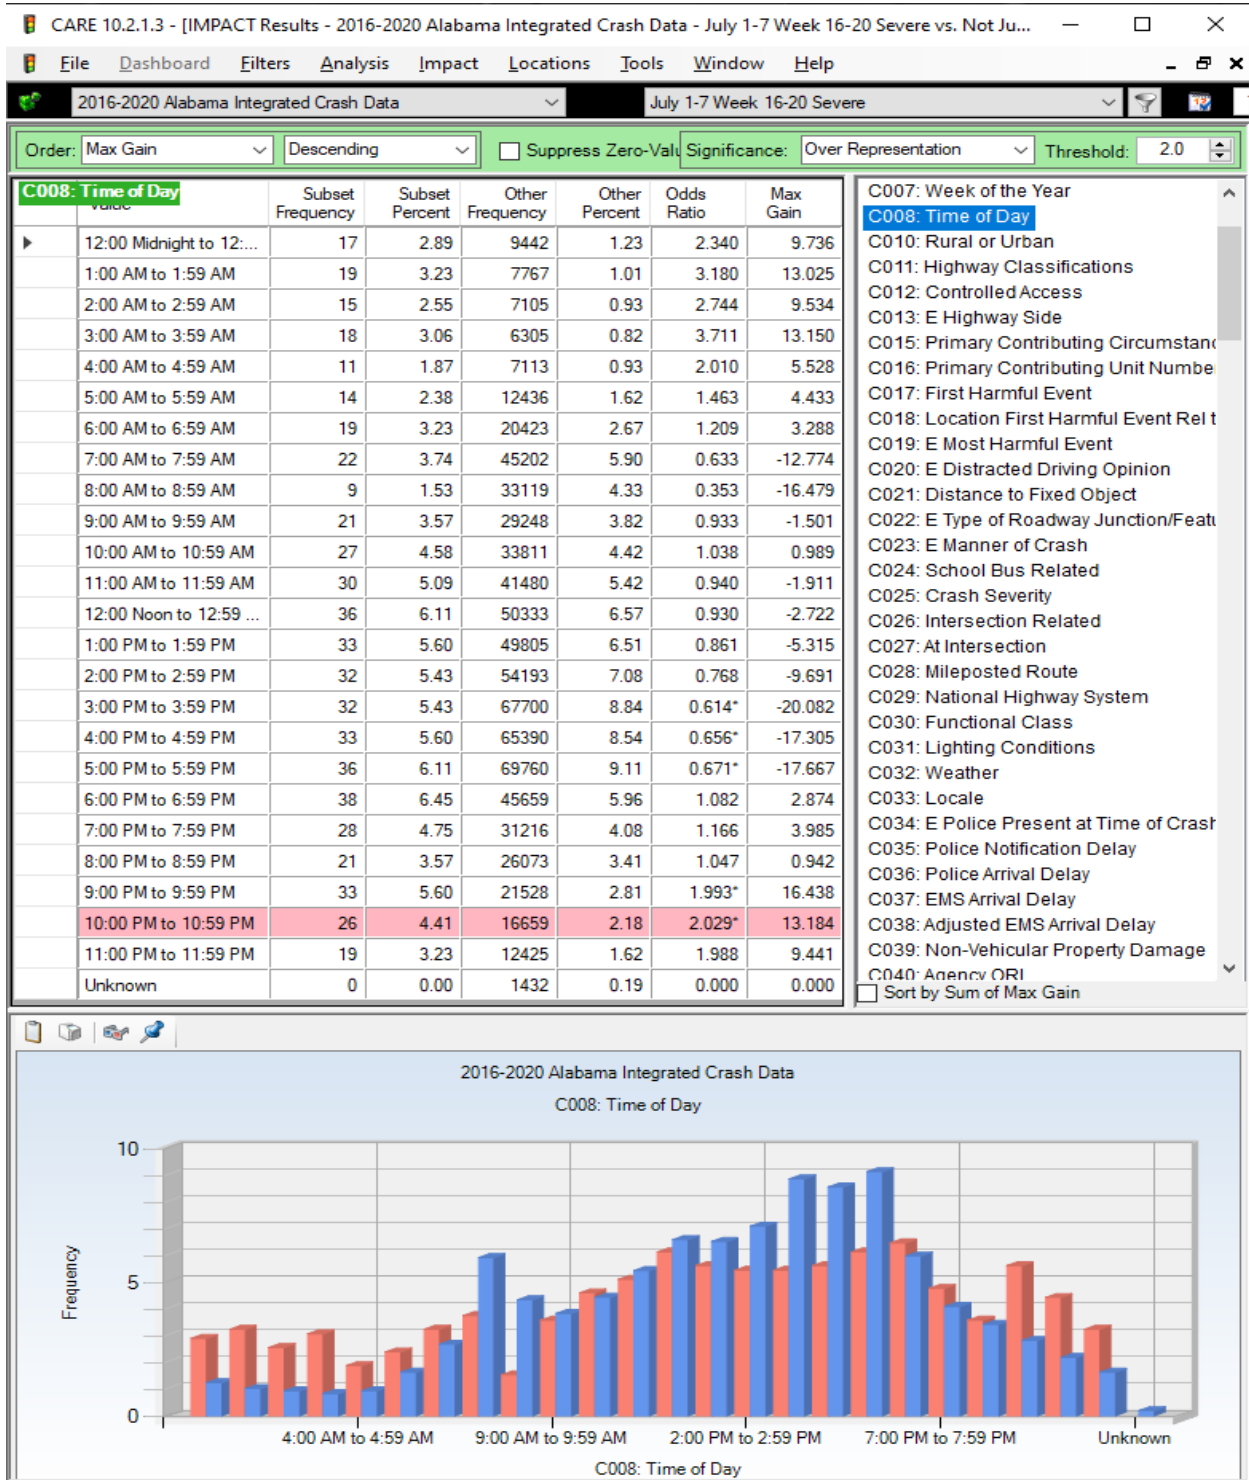 CARE 10.2.1.3 - [IMPACT Results - 2016-2020 Alabama Integrated Crash Data - July 1-7 Week 16-20 Severe vs. Not Ju...
File Dashboard Filters Analysis Impact Locations Tools Window Help
2016-2020 Alabama Integrated Crash Data July 1-7 Week 16-20 Severe
Order: Max Gain Descending Suppress Zero-Valu Significance: Over Representation Threshold: 2.0
C008: Time of Day
Subset Frequency Subset Percent Other Frequency Other Percent Odds Ratio Max Gain
12:00 Midnight to 12:... 17 2.89 9442 1.23 2.340 9.736
1:00 AM to 1:59 AM 19 3.23 7767 1.01 3.180 13.025
2:00 AM to 2:59 AM 15 2.55 7105 0.93 2.744 9.534
3:00 AM to 3:59 AM 18 3.06 6305 0.82 3.711 13.150
4:00 AM to 4:59 AM 11 1.87 7113 0.93 2.010 5.528
5:00 AM to 5:59 AM 14 2.38 12436 1.62 1.463 4.433
6:00 AM to 6:59 AM 19 3.23 20423 2.67 1.209 3.288
7:00 AM to 7:59 AM 22 3.74 45202 5.90 0.633 -12.774
8:00 AM to 8:59 AM 9 1.53 33119 4.33 0.353 -16.479
9:00 AM to 9:59 AM 21 3.57 29248 3.82 0.933 -1.501
10:00 AM to 10:59 AM 27 4.58 33811 4.42 1.038 0.989
11:00 AM to 11:59 AM 30 5.09 41480 5.42 0.940 -1.911
12:00 Noon to 12:59 ... 36 6.11 50333 6.57 0.930 -2.722
1:00 PM to 1:59 PM 33 5.60 49805 6.51 0.861 -5.315
2:00 PM to 2:59 PM 32 5.43 54193 7.08 0.768 -9.691
3:00 PM to 3:59 PM 32 5.43 67700 8.84 0.614* -20.082
4:00 PM to 4:59 PM 33 5.60 65390 8.54 0.656* -17.305
5:00 PM to 5:59 PM 36 6.11 69760 9.11 0.671* -17.667
6:00 PM to 6:59 PM 38 6.45 45659 5.96 1.082 2.874
7:00 PM to 7:59 PM 28 4.75 31216 4.08 1.166 3.985
8:00 PM to 8:59 PM 21 3.57 26073 3.41 1.047 0.942
9:00 PM to 9:59 PM 33 5.60 21528 2.81 1.993* 16.438
10:00 PM to 10:59 PM 26 4.41 16659 2.18 2.029* 13.184
11:00 PM to 11:59 PM 19 3.23 12425 1.62 1.988 9.441
Unknown 0 0.00 1432 0.19 0.000 0.000
C007: Week of the Year
C008: Time of Day
C010: Rural or Urban
C011: Highway Classifications
C012: Controlled Access
C013: E Highway Side
C015: Primary Contributing Circumstanc
C016: Primary Contributing Unit Number
C017: First Harmful Event
C018: Location First Harmful Event Rel t
C019: E Most Harmful Event
C020: E Distracted Driving Opinion
C021: Distance to Fixed Object
C022: E Type of Roadway Junction/Featu
C023: E Manner of Crash
C024: School Bus Related
C025: Crash Severity
C026: Intersection Related
C027: At Intersection
C028: Mileposted Route
C029: National Highway System
C030: Functional Class
C031: Lighting Conditions
C032: Weather
C033: Locale
C034: E Police Present at Time of Crash
C035: Police Notification Delay
C036: Police Arrival Delay
C037: EMS Arrival Delay
C038: Adjusted EMS Arrival Delay
C039: Non-Vehicular Property Damage
C040: Agency ORI
Sort by Sum of Max Gain
2016-2020 Alabama Integrated Crash Data
C008: Time of Day
10
5
0
Frequency
4:00 AM to 4:59 AM 9:00 AM to 9:59 AM 2:00 PM to 2:59 PM 7:00 PM to 7:59 PM Unknown
C008: Time of Day